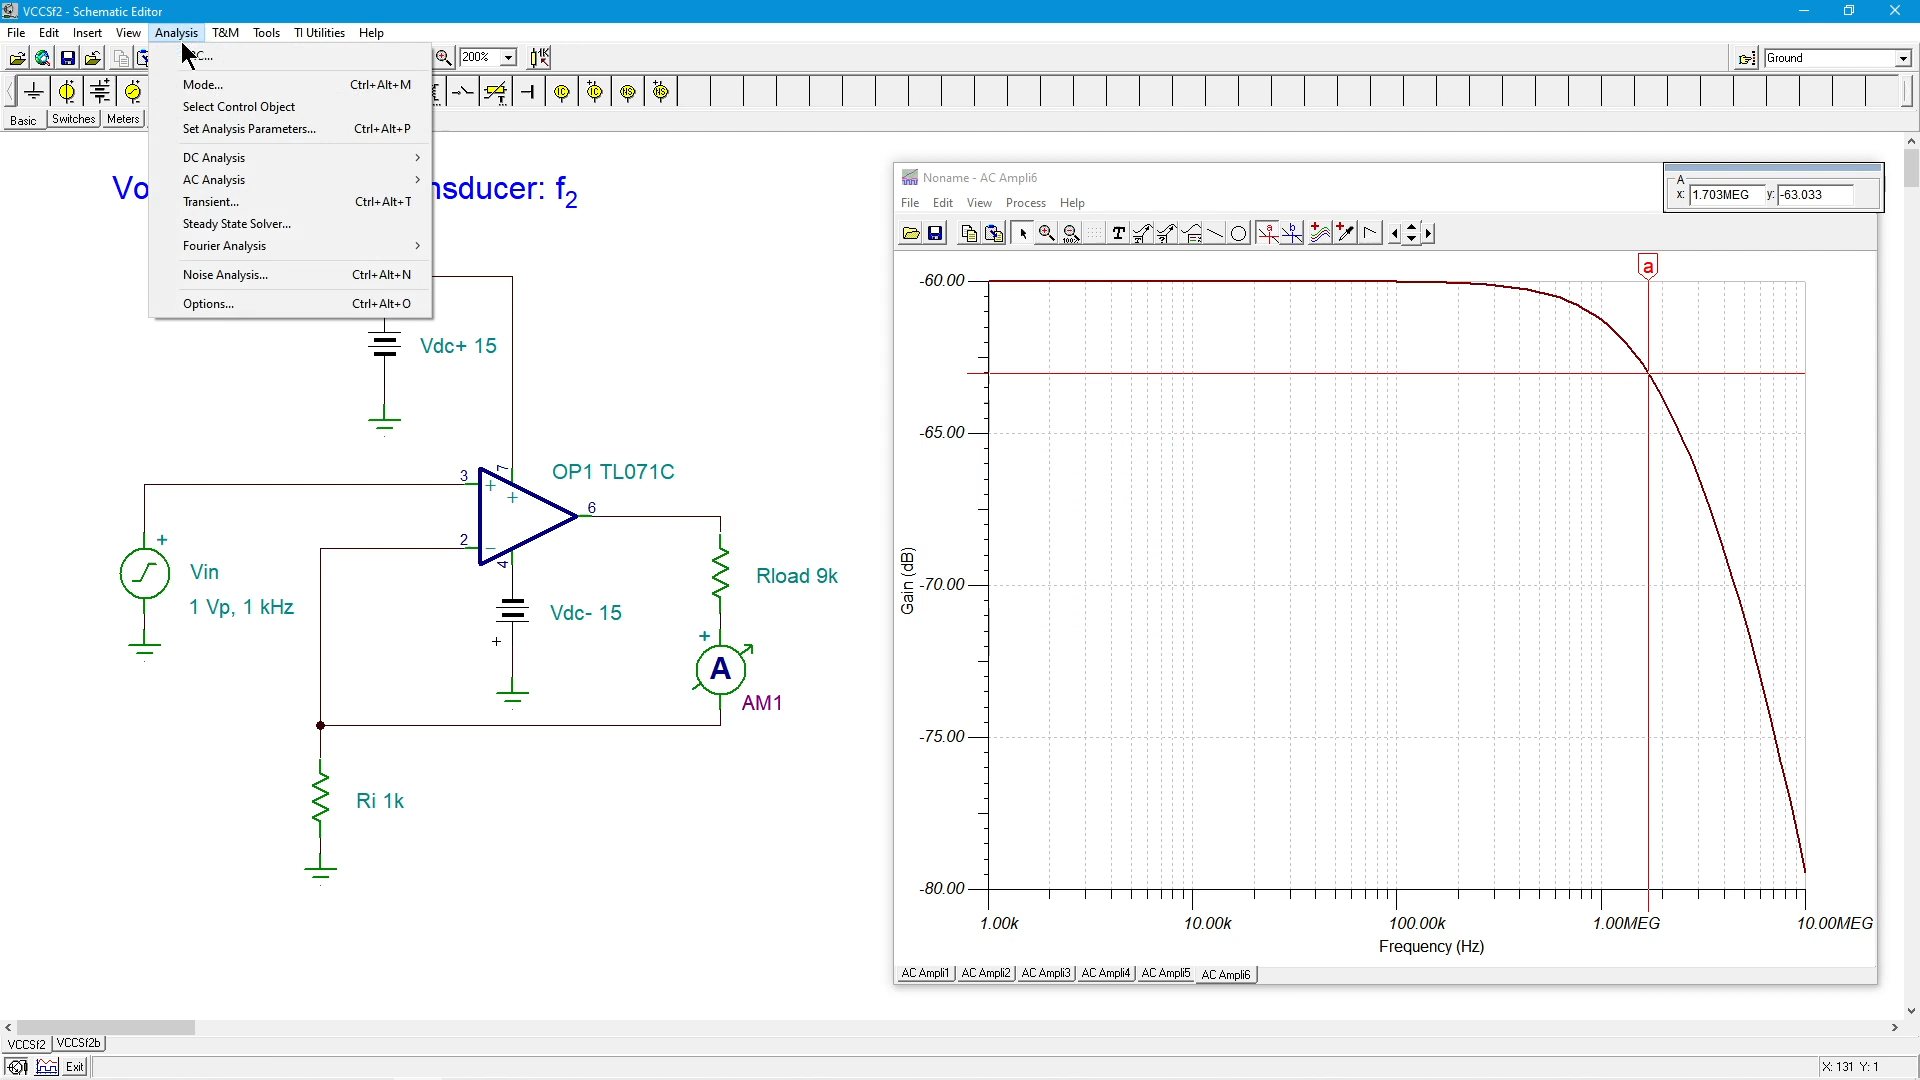 VCCSf2 - Schematic Editor
File Edit Insert View Analysis T&M Tools TI Utilities Help
200%
Ground
Basic Switches Meters
Mode... Ctrl+Alt+M
Select Control Object
Set Analysis Parameters... Ctrl+Alt+P
DC Analysis >
AC Analysis >
Transient... Ctrl+Alt+T
Steady State Solver...
Fourier Analysis >
Noise Analysis... Ctrl+Alt+N
Options... Ctrl+Alt+O
Vo
nsducer: f2
Vdc+ 15
OP1 TL071C
3
7
+
+
6
2
-
4
+
Vin
1 Vp, 1 kHz
Vdc- 15
+
Rload 9k
+
A
AM1
Ri 1k
Noname - AC Ampli6
File Edit View Process Help
A
x: 1.703MEG y: -63.033
T
100%
a b
a
-60.00
-65.00
-70.00
-75.00
-80.00
Gain (dB)
1.00k 10.00k 100.00k 1.00MEG 10.00MEG
Frequency (Hz)
AC Ampli1 AC Ampli2 AC Ampli3 AC Ampli4 AC Ampli5 AC Ampli6
VCCSf2 VCCSf2b
Exit
X: 131 Y: 1